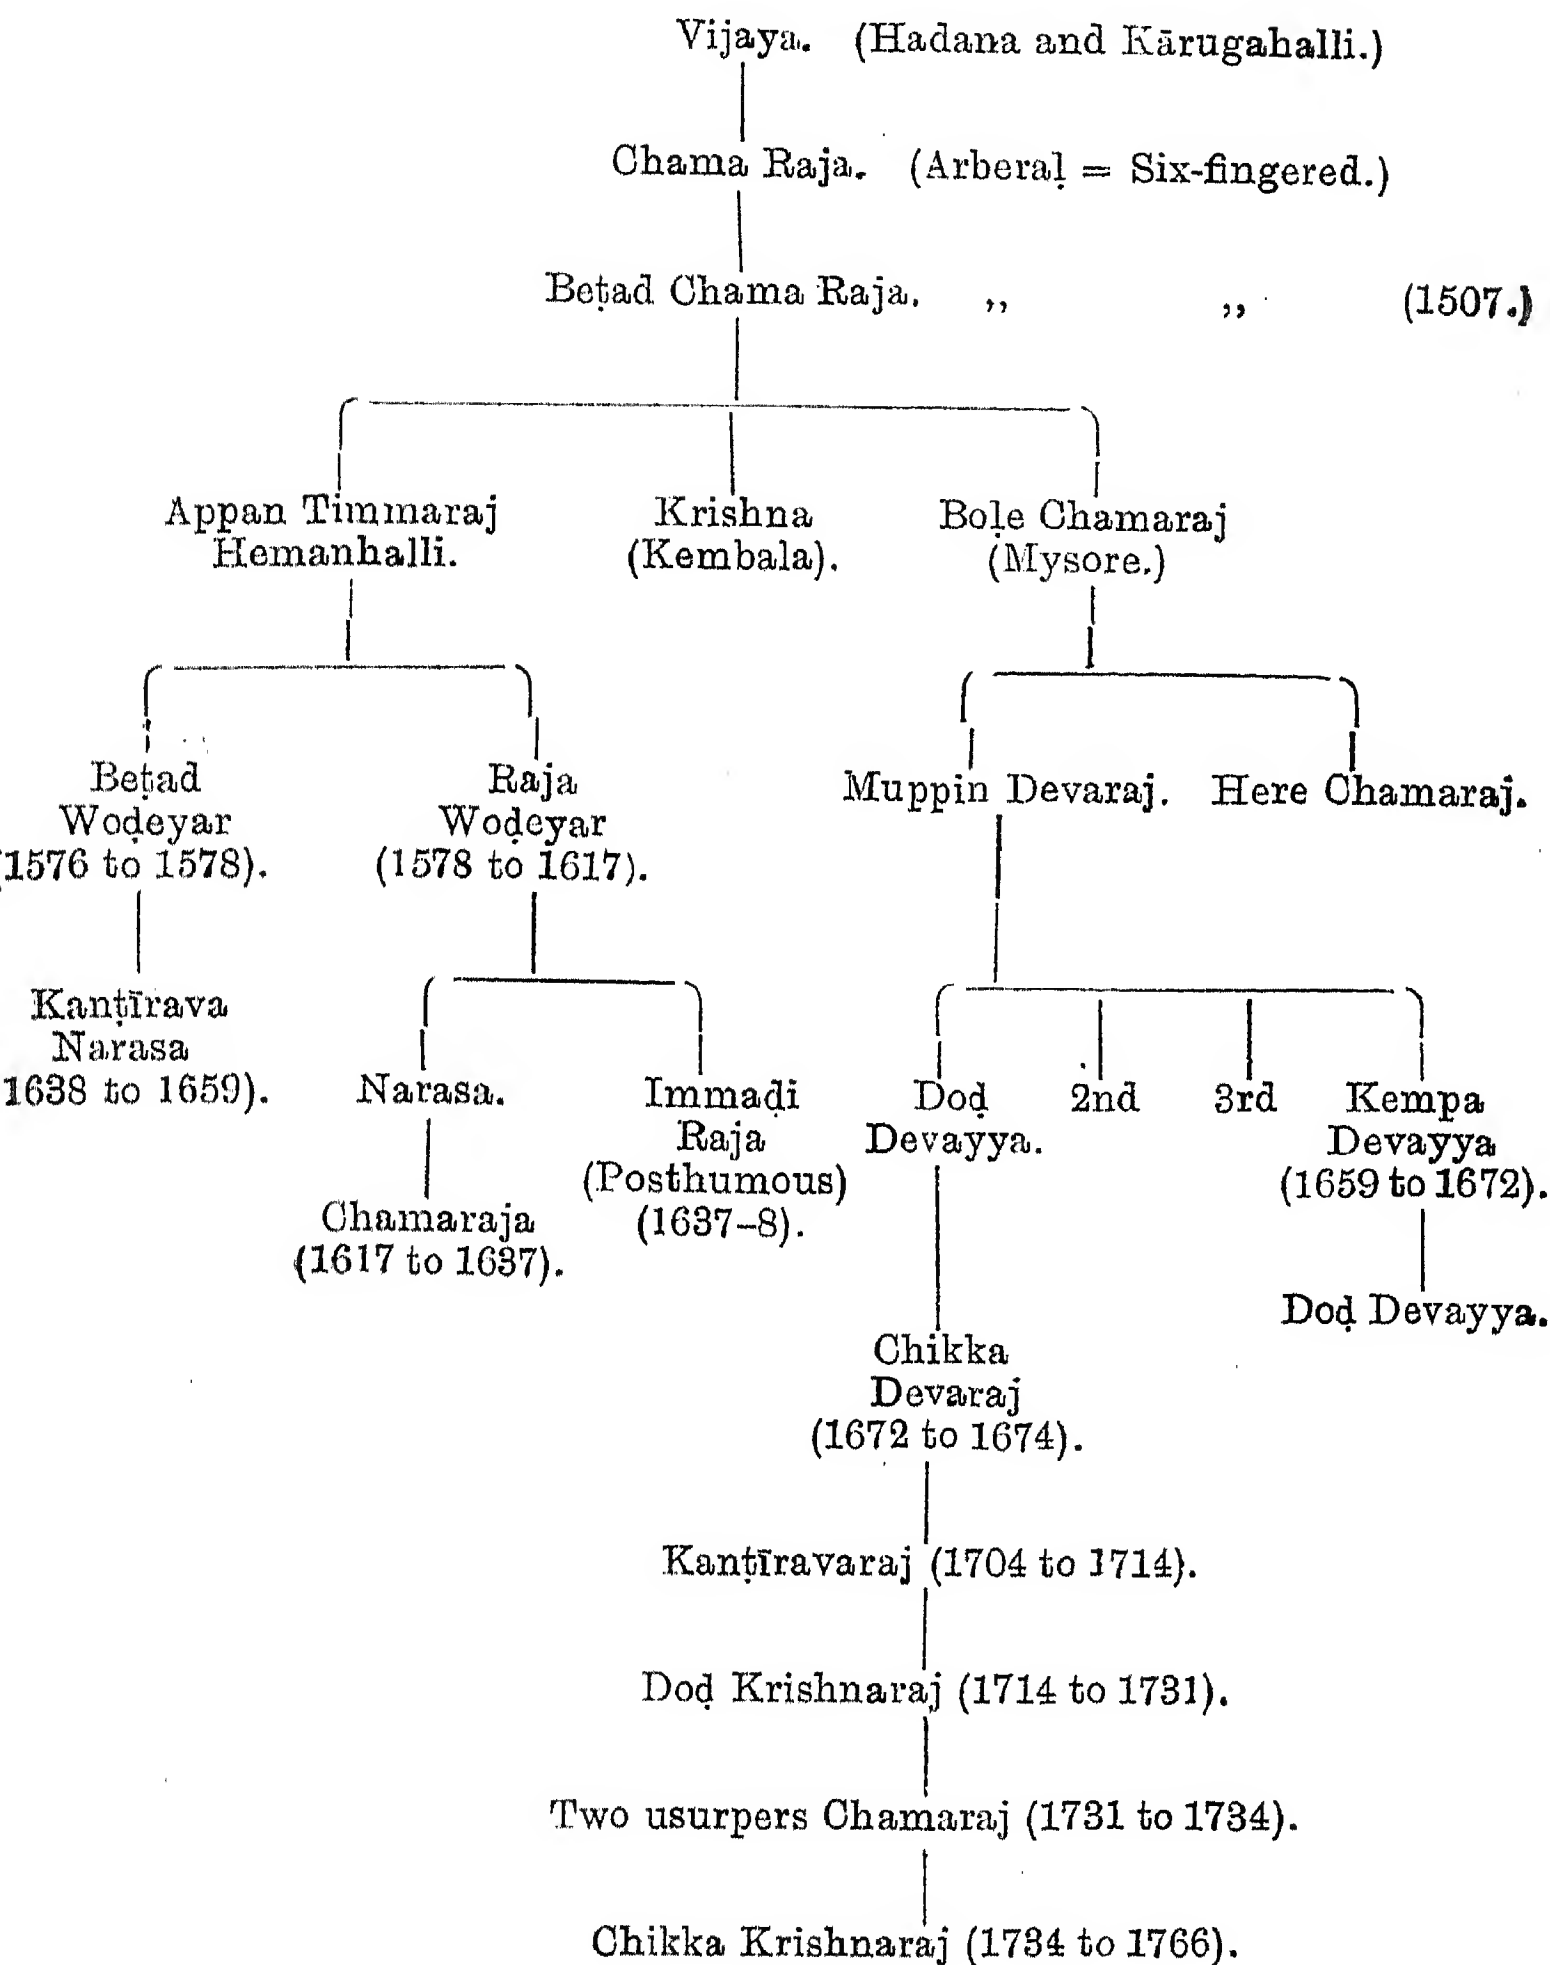 Vijaya. (Hadana and Kārugahalli.)
Chama Raja. (Arberaḷ = Six-fingered.)
Beṭad Chama Raja. ,, ,, (1507.)
Appan Timmaraj
Hemanhalli.
Krishna
(Kembala).
Boḷe Chamaraj
(Mysore.)
Beṭad
Woḍeyar
(1576 to 1578).
Raja
Woḍeyar
(1578 to 1617).
Muppin Devaraj.
Here Chamaraj.
Kanṭīrava
Narasa
1638 to 1659).
Narasa.
Immaḍi
Raja
(Posthumous)
(1637–8).
Doḍ
Devayya.
2nd
3rd
Kempa
Devayya
(1659 to 1672).
Chamaraja
(1617 to 1637).
Doḍ Devayya.
Chikka
Devaraj
(1672 to 1674).
Kanṭīravaraj (1704 to 1714).
Doḍ Krishnaraj (1714 to 1731).
Two usurpers Chamaraj (1731 to 1734).
Chikka Krishnaraj (1734 to 1766).